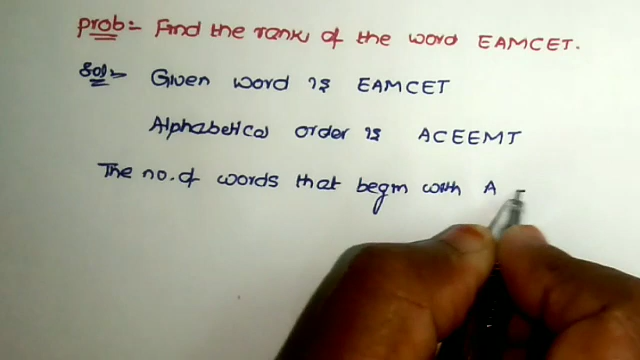 prob:- Find the rank of the word EAMCET.
Sol:- Given word is EAMCET
Alphabetical order is ACEEMT
The no. of words that begin with A -